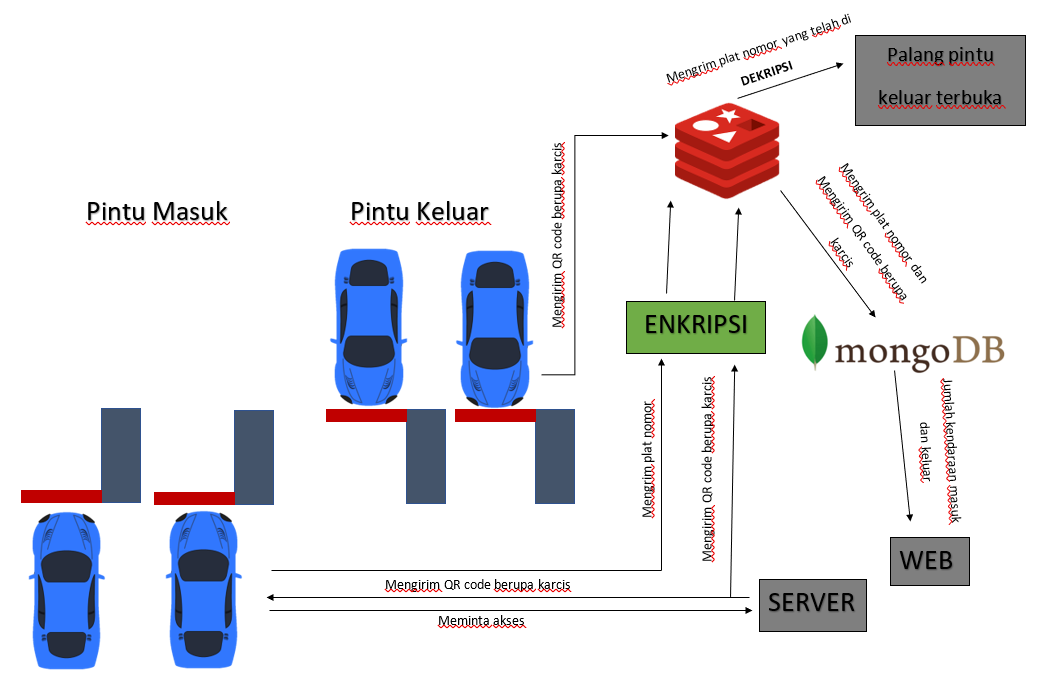 Mengrim plat nomor yang telah di
DEKRIPSI
Palang pintu
keluar terbuka
Pintu Masuk
Pintu Keluar
Mengirim QR code berupa karcis
Mengrim plat nomor dan
Mengirim QR code berupa
karcis
ENKRIPSI
mongoDB
Mengrim plat nomor
Mengirim QR code berupa karcis
Jumlah kendaraan masuk
dan keluar
WEB
Mengirim QR code berupa karcis
SERVER
Meminta akses